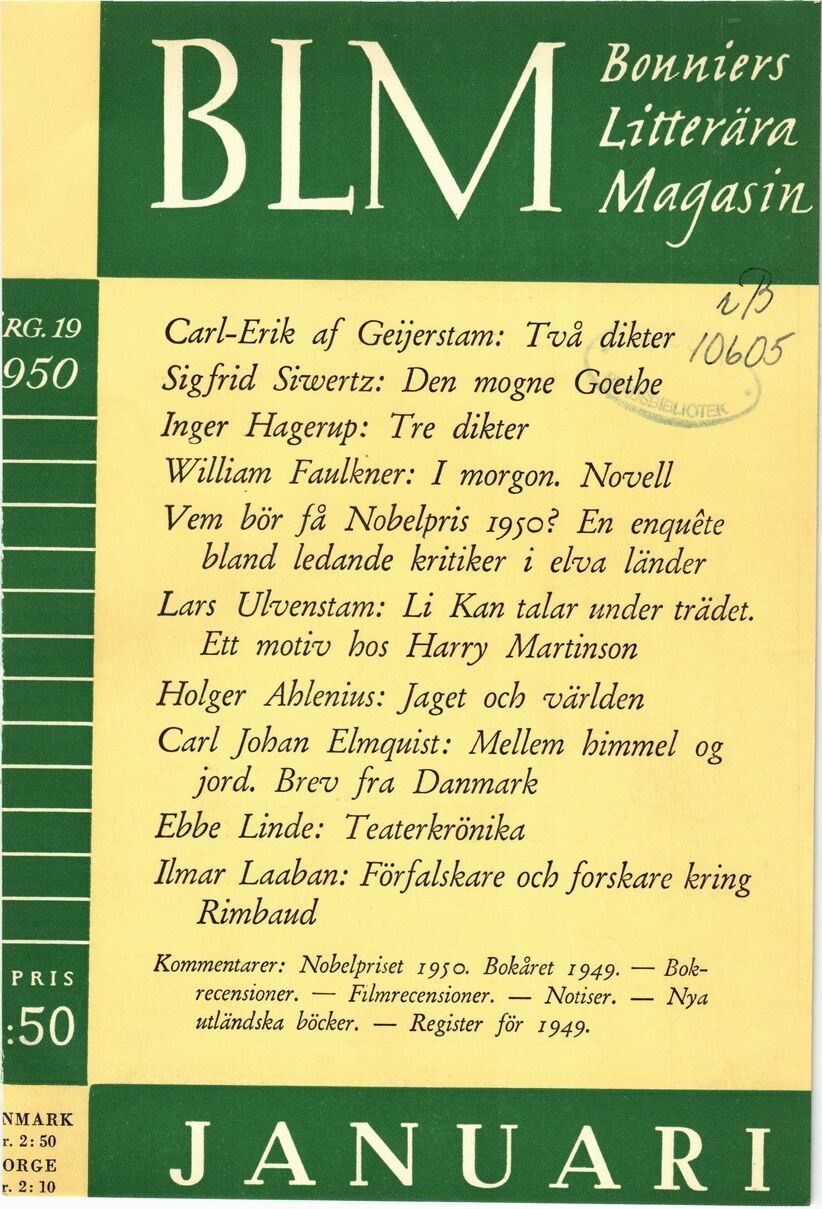 BLM
Bonniers
Litterära
Magasin
RG. 19
950
rB
10605
BIBLIOTEK
Carl-Erik af Geijerstam: Två dikter
Sigfrid Siwertz: Den mogne Goethe
Inger Hagerup: Tre dikter
William Faulkner: I morgon. Novell
Vem bör få Nobelpris 1950? En enquête
bland ledande kritiker i elva länder
Lars Ulvenstam: Li Kan talar under trädet.
Ett motiv hos Harry Martinson
Holger Ahlenius: Jaget och världen
Carl Johan Elmquist: Mellem himmel og
jord. Brev fra Danmark
Ebbe Linde: Teaterkrönika
Ilmar Laaban: Förfalskare och forskare kring
Rimbaud
Kommentarer: Nobelpriset 1950. Bokåret 1949. — Bok-
recensioner. — Filmrecensioner. — Notiser. — Nya
utländska böcker. — Register för 1949.
PRIS
:50
NMARK
r. 2:50
ORGE
r. 2:10
JANUARI